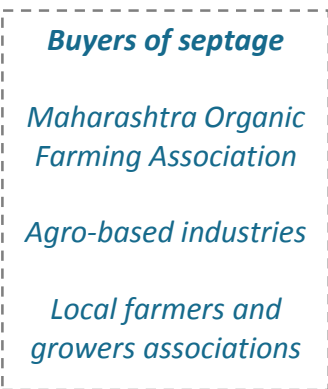 Buyers of septage
Maharashtra Organic
Farming Association
Agro-based industries
Local farmers and
growers associations